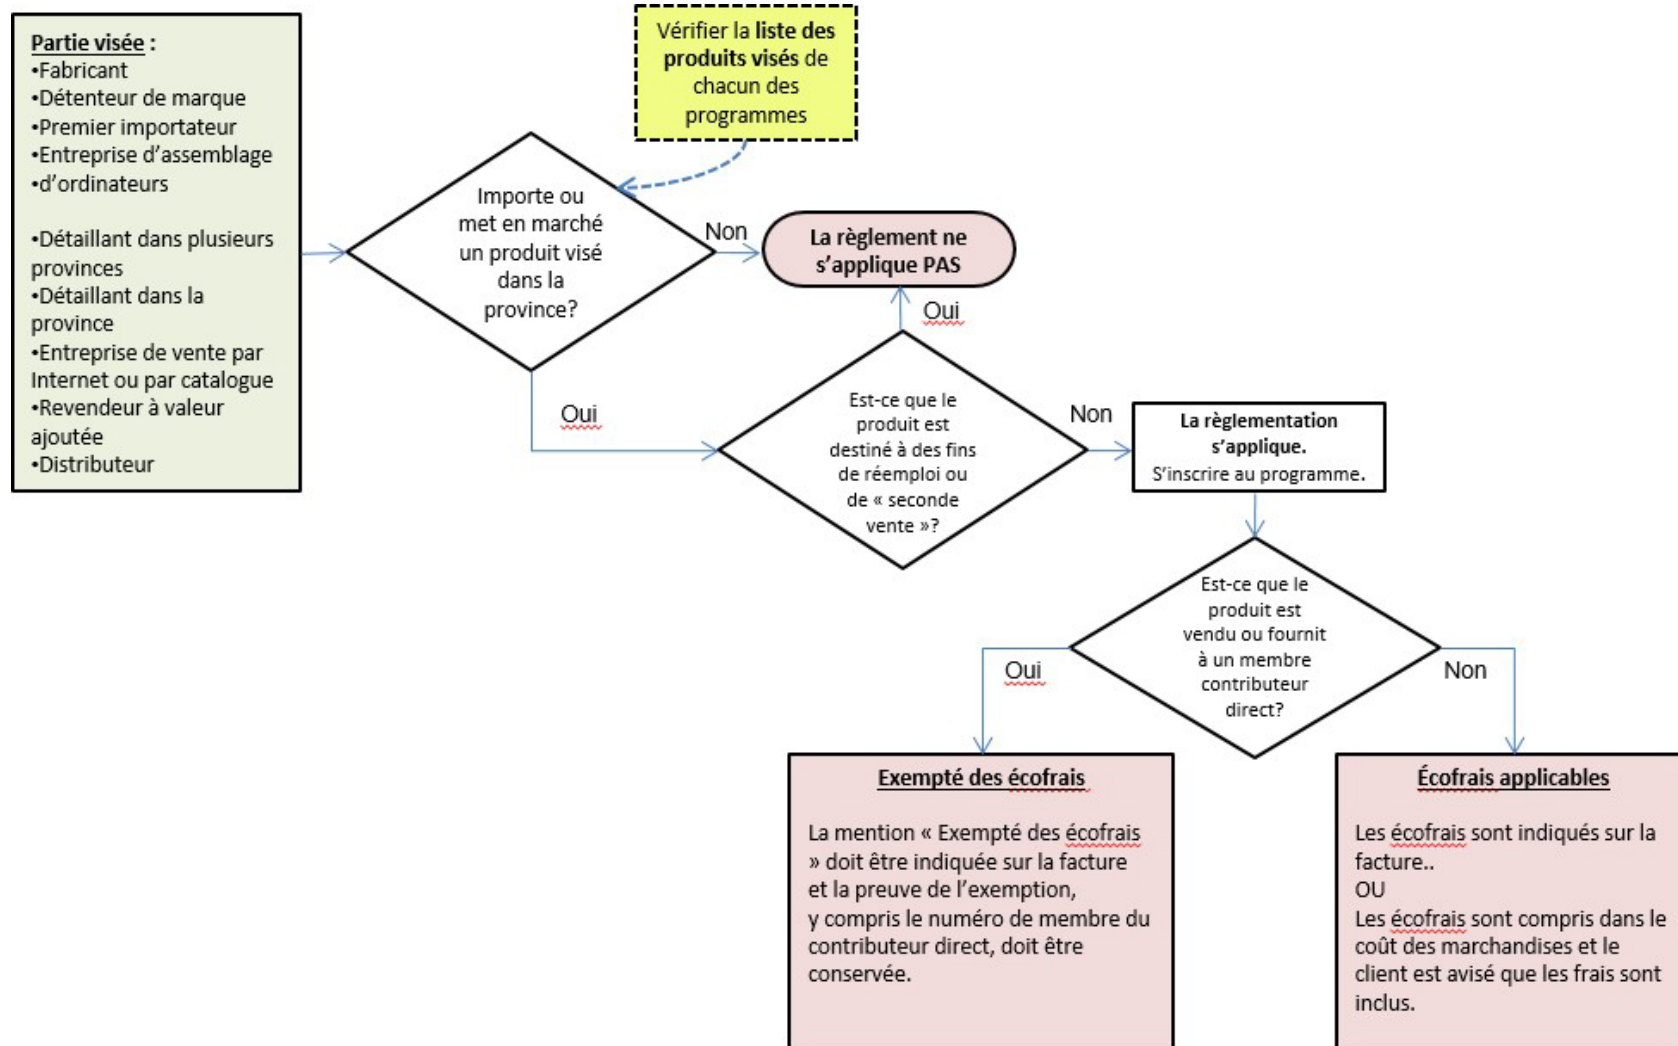 Partie visée :
•Fabricant
•Détenteur de marque
•Premier importateur
•Entreprise d’assemblage
•d’ordinateurs
•Détaillant dans plusieurs
provinces
•Détaillant dans la
province
•Entreprise de vente par
Internet ou par catalogue
•Revendeur à valeur
ajoutée
•Distributeur
Vérifier la liste des
produits visés de
chacun des
programmes
Importe ou
met en marché
un produit visé
dans la
province?
Non
La règlement ne
s’applique PAS
Oui
Oui
Est-ce que le
produit est
destiné à des fins
de réemploi ou
de « seconde
vente »?
Non
La règlementation
s’applique.
S’inscrire au programme.
Est-ce que le
produit est
vendu ou fournit
à un membre
contributeur
direct?
Oui
Non
Exempté des écofrais
La mention « Exempté des écofrais
» doit être indiquée sur la facture
et la preuve de l’exemption,
y compris le numéro de membre du
contributeur direct, doit être
conservée.
Écofrais applicables
Les écofrais sont indiqués sur la
facture..
OU
Les écofrais sont compris dans le
coût des marchandises et le
client est avisé que les frais sont
inclus.